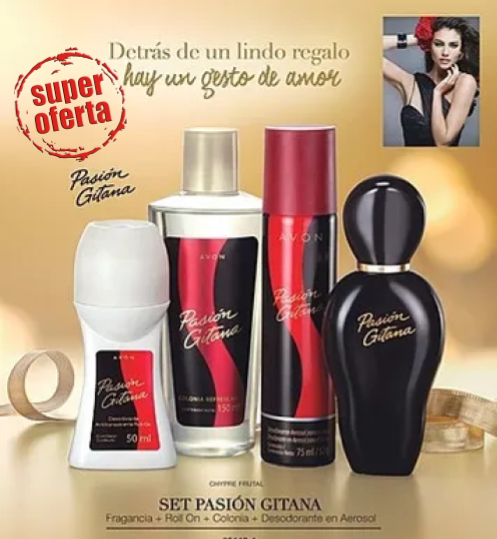 Detrás de un lindo regalo
hay un gesto de amor
super
oferta
Pasión
Gitana
AVON
Pasión
Gitana
50 ml
AVON
Pasión
Gitana
150 ml
AVON
Pasión
Gitana
75 ml
Pasión
Gitana
CHYPRE FRUTAL
SET PASIÓN GITANA
Fragancia + Roll On + Colonia + Desodorante en Aerosol